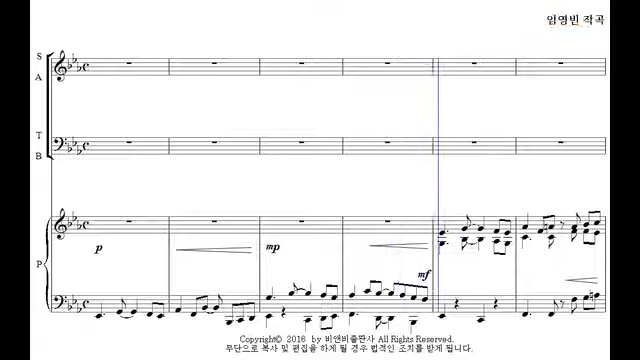 엄영빈 작곡
S
A
T
B
p
mp
mf
P
Copyright© 2016 by 비앤비출판사 All Rights Reserved.
무단으로 복사 및 편집을 하게 될 경우 법적인 조치를 받게 됩니다.